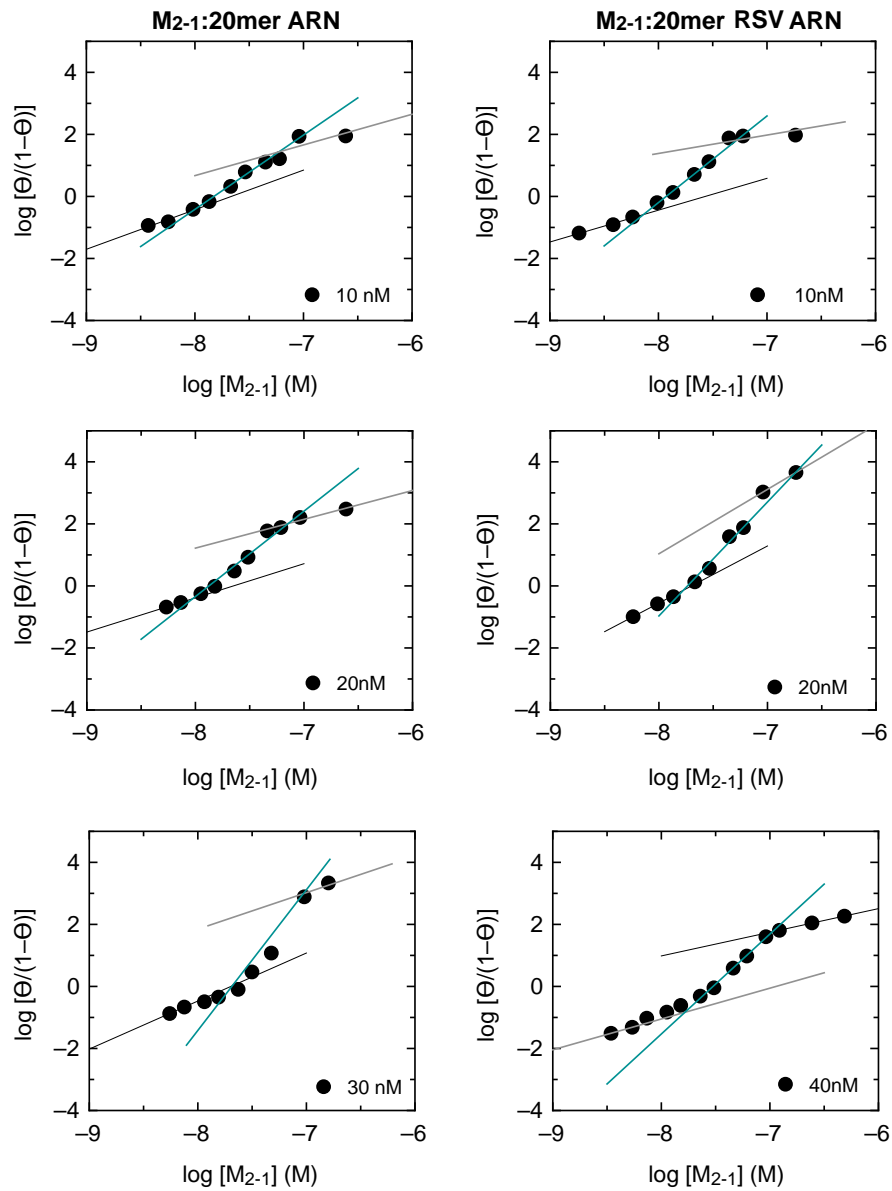 M2-1:20mer ARN
4
2
0
−2
−4
log [Θ/(1−Θ)]
10 nM
−9 −8 −7 −6
log [M2-1] (M)
M2-1:20mer RSV ARN
4
2
0
−2
−4
log [Θ/(1−Θ)]
10nM
−9 −8 −7 −6
log [M2-1] (M)
4
2
0
−2
−4
log [Θ/(1−Θ)]
20nM
−9 −8 −7 −6
log [M2-1] (M)
4
2
0
−2
−4
log [Θ/(1−Θ)]
20nM
−9 −8 −7 −6
log [M2-1] (M)
4
2
0
−2
−4
log [Θ/(1−Θ)]
30 nM
−9 −8 −7 −6
log [M2-1] (M)
4
2
0
−2
−4
log [Θ/(1−Θ)]
40nM
−9 −8 −7 −6
log [M2-1] (M)